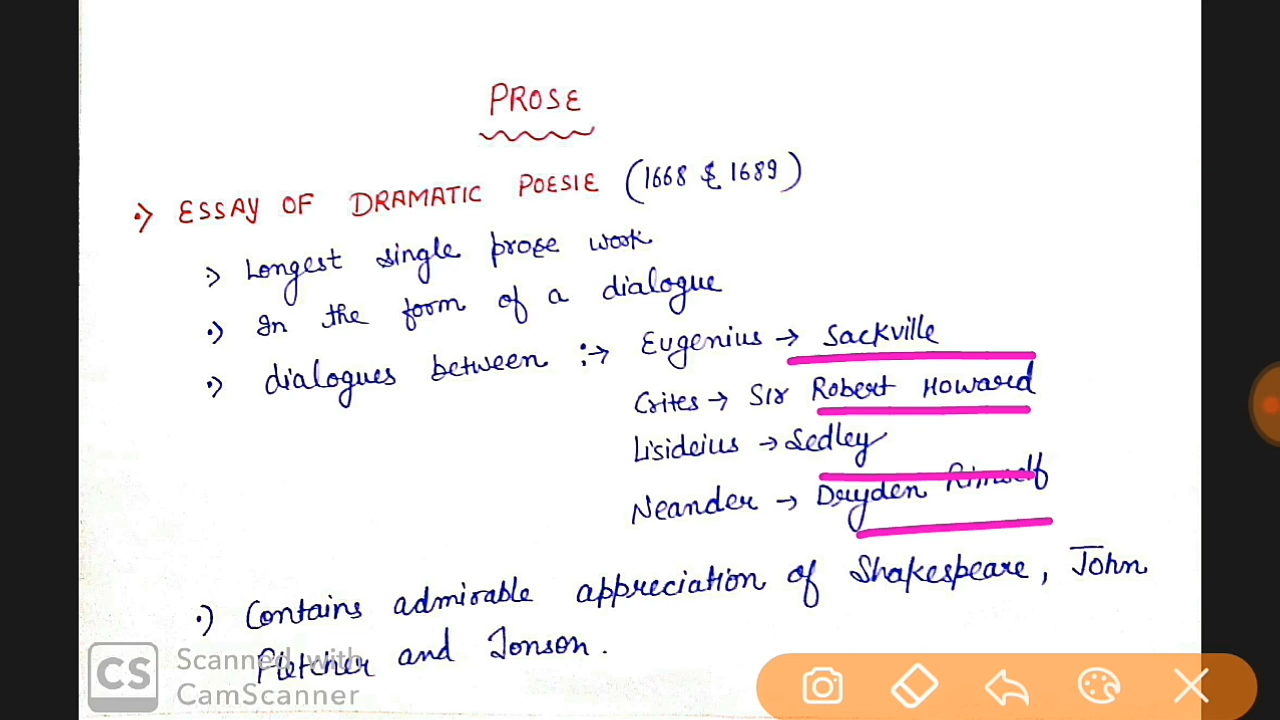 PROSE
·> ESSAY OF DRAMATIC POESIE (1668 & 1689)
·> Longest single prose work
·> In the form of a dialogue
·> dialogues between :→ Eugenius → Sackville
Crites → Sir Robert Howard
Lisideius → Sedley
Neander → Dryden Himself
·> Contains admirable appreciation of Shakespeare, John
Fletcher and Jonson.
CS Scanned with
CamScanner